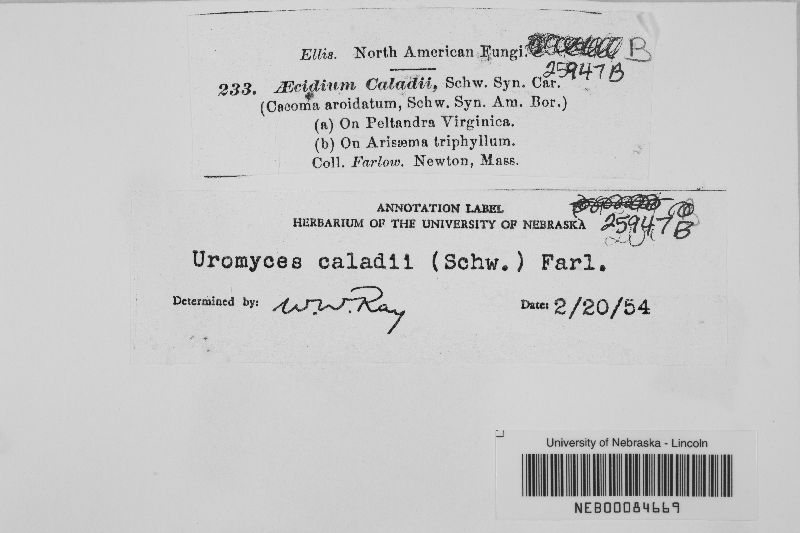 Ellis. North American Fungi. B
25947B
233. Æcidium Caladii, Schw. Syn. Car.
(Cæoma aroidatum, Schw. Syn. Am. Bor.)
(a) On Peltandra Virginica.
(b) On Arisæma triphyllum.
Coll. Farlow. Newton, Mass.
ANNOTATION LABEL
HERBARIUM OF THE UNIVERSITY OF NEBRASKA 25947B
Uromyces caladii (Schw.) Farl.
Determined by: W.W. Ray Date: 2/20/54
University of Nebraska - Lincoln
NEB00084669